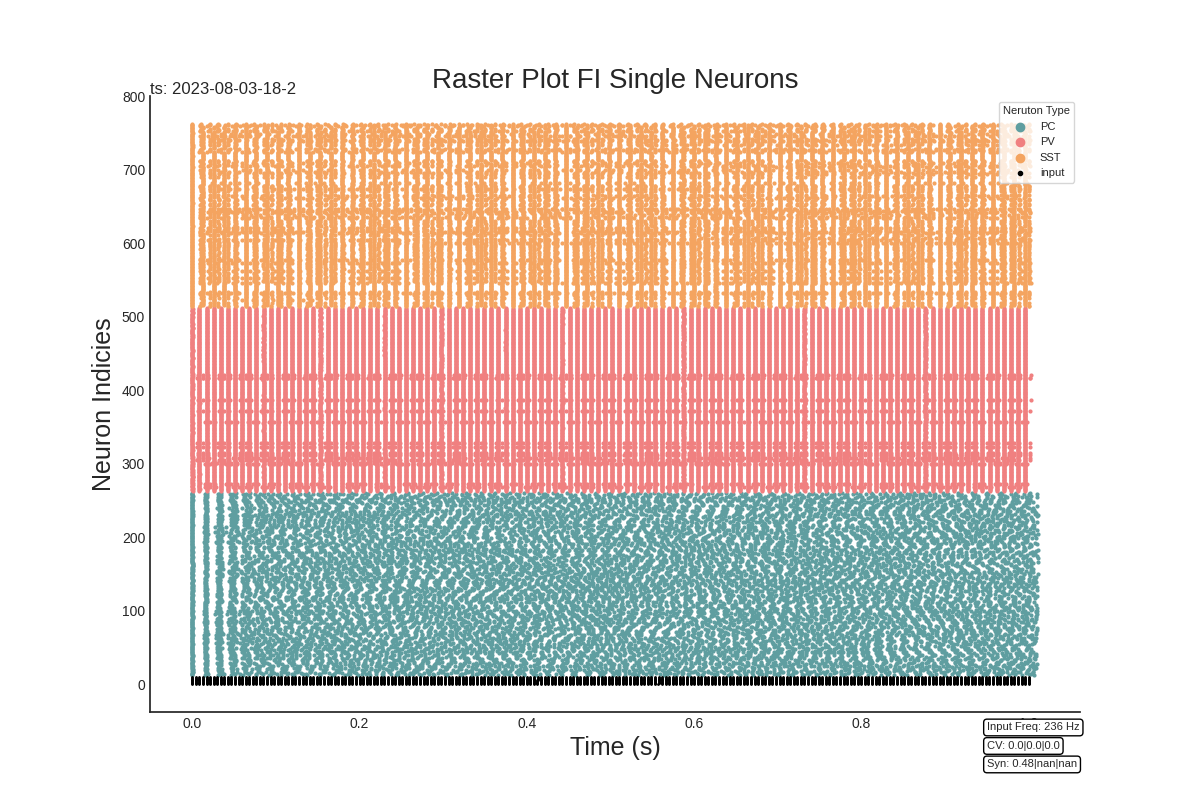 Raster Plot FI Single Neurons
ts: 2023-08-03-18-2
Neruton Type
PC
PV
SST
input
Neuron Indicies
800
700
600
500
400
300
200
100
0
0.0
0.2
0.4
0.6
0.8
Time (s)
Input Freq: 236 Hz
CV: 0.0|0.0|0.0
Syn: 0.48|nan|nan